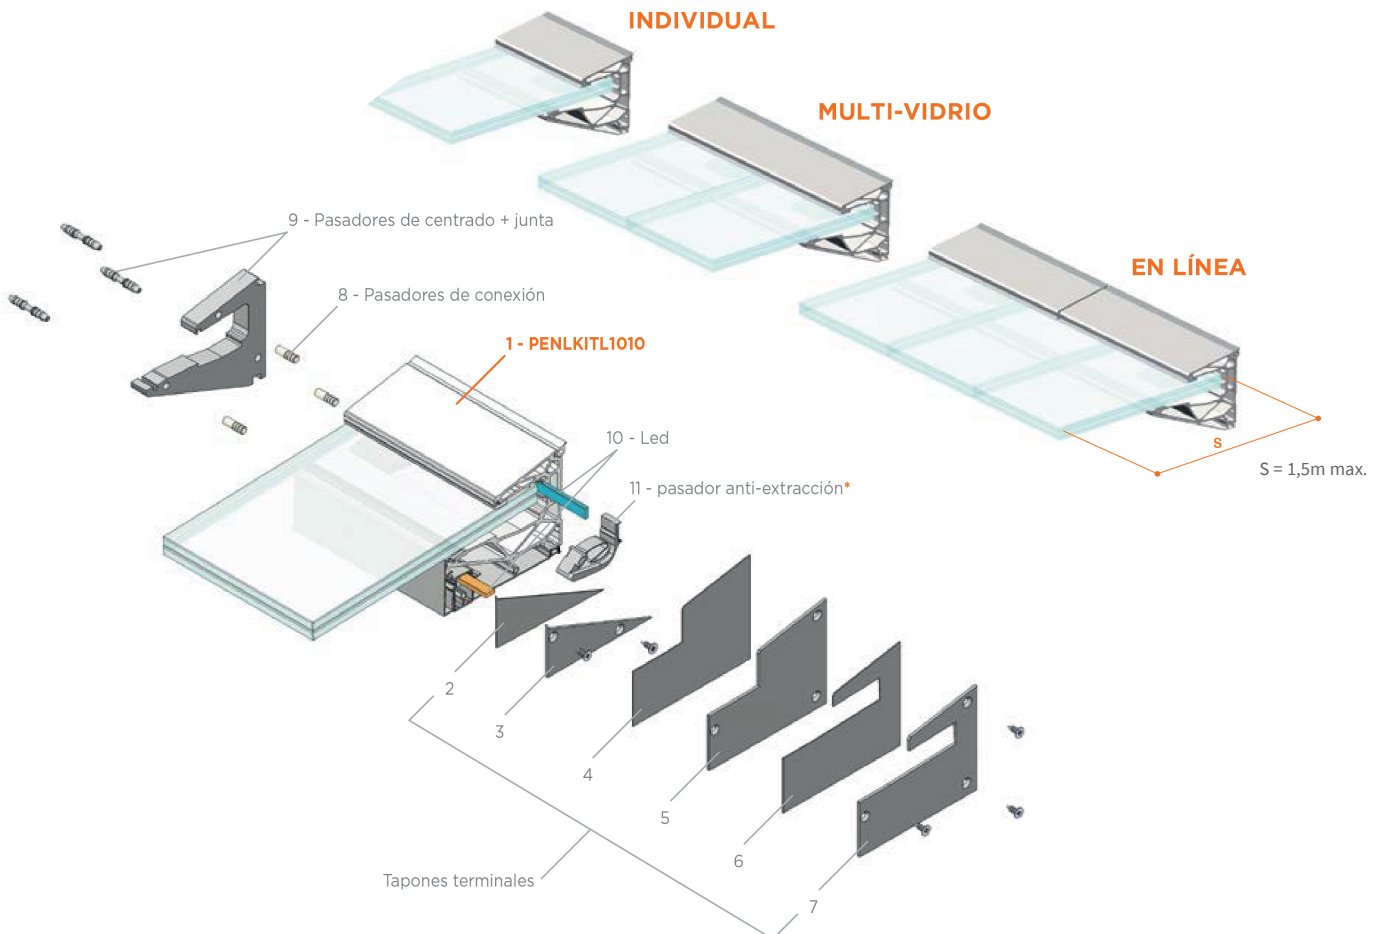 INDIVIDUAL
MULTI-VIDRIO
EN LÍNEA
9 - Pasadores de centrado + junta
8 - Pasadores de conexión
1 - PENLKITL1010
10 - Led
11 - pasador anti-extracción*
S
S = 1,5m max.
2
3
4
5
6
7
Tapones terminales